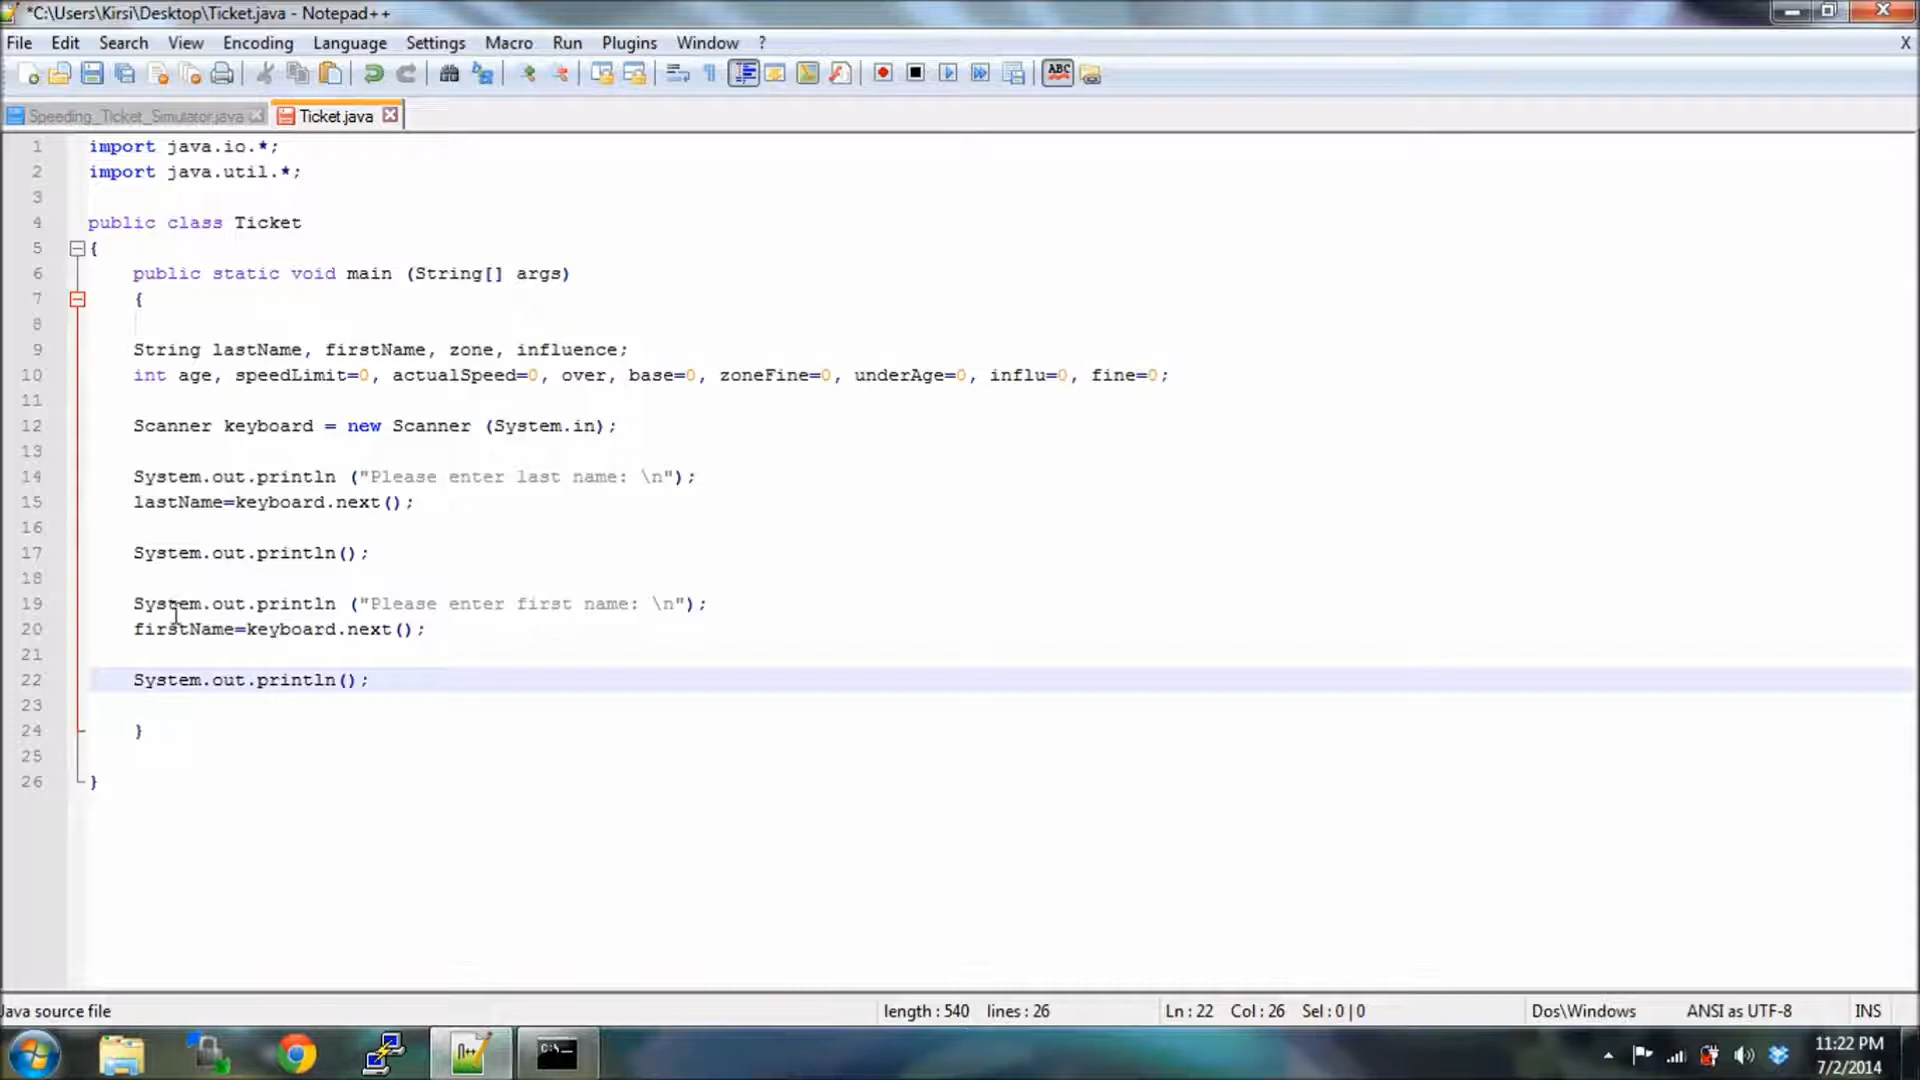 *C:\Users\Kirsi\Desktop\Ticket.java - Notepad++
File Edit Search View Encoding Language Settings Macro Run Plugins Window ? X
ABC
Speeding_Ticket_Simulator.java Ticket.java
1 import java.io.*;
2 import java.util.*;
3
4 public class Ticket
5 {
6 public static void main (String[] args)
7 {
8
9 String lastName, firstName, zone, influence;
10 int age, speedLimit=0, actualSpeed=0, over, base=0, zoneFine=0, underAge=0, influ=0, fine=0;
11
12 Scanner keyboard = new Scanner (System.in);
13
14 System.out.println ("Please enter last name: \n");
15 lastName=keyboard.next();
16
17 System.out.println();
18
19 System.out.println ("Please enter first name: \n");
20 firstName=keyboard.next();
21
22 System.out.println();
23
24 }
25
26 }
Java source file length : 540 lines : 26 Ln : 22 Col : 26 Sel : 0 | 0 Dos\Windows ANSI as UTF-8 INS
C:\
11:22 PM
7/2/2014